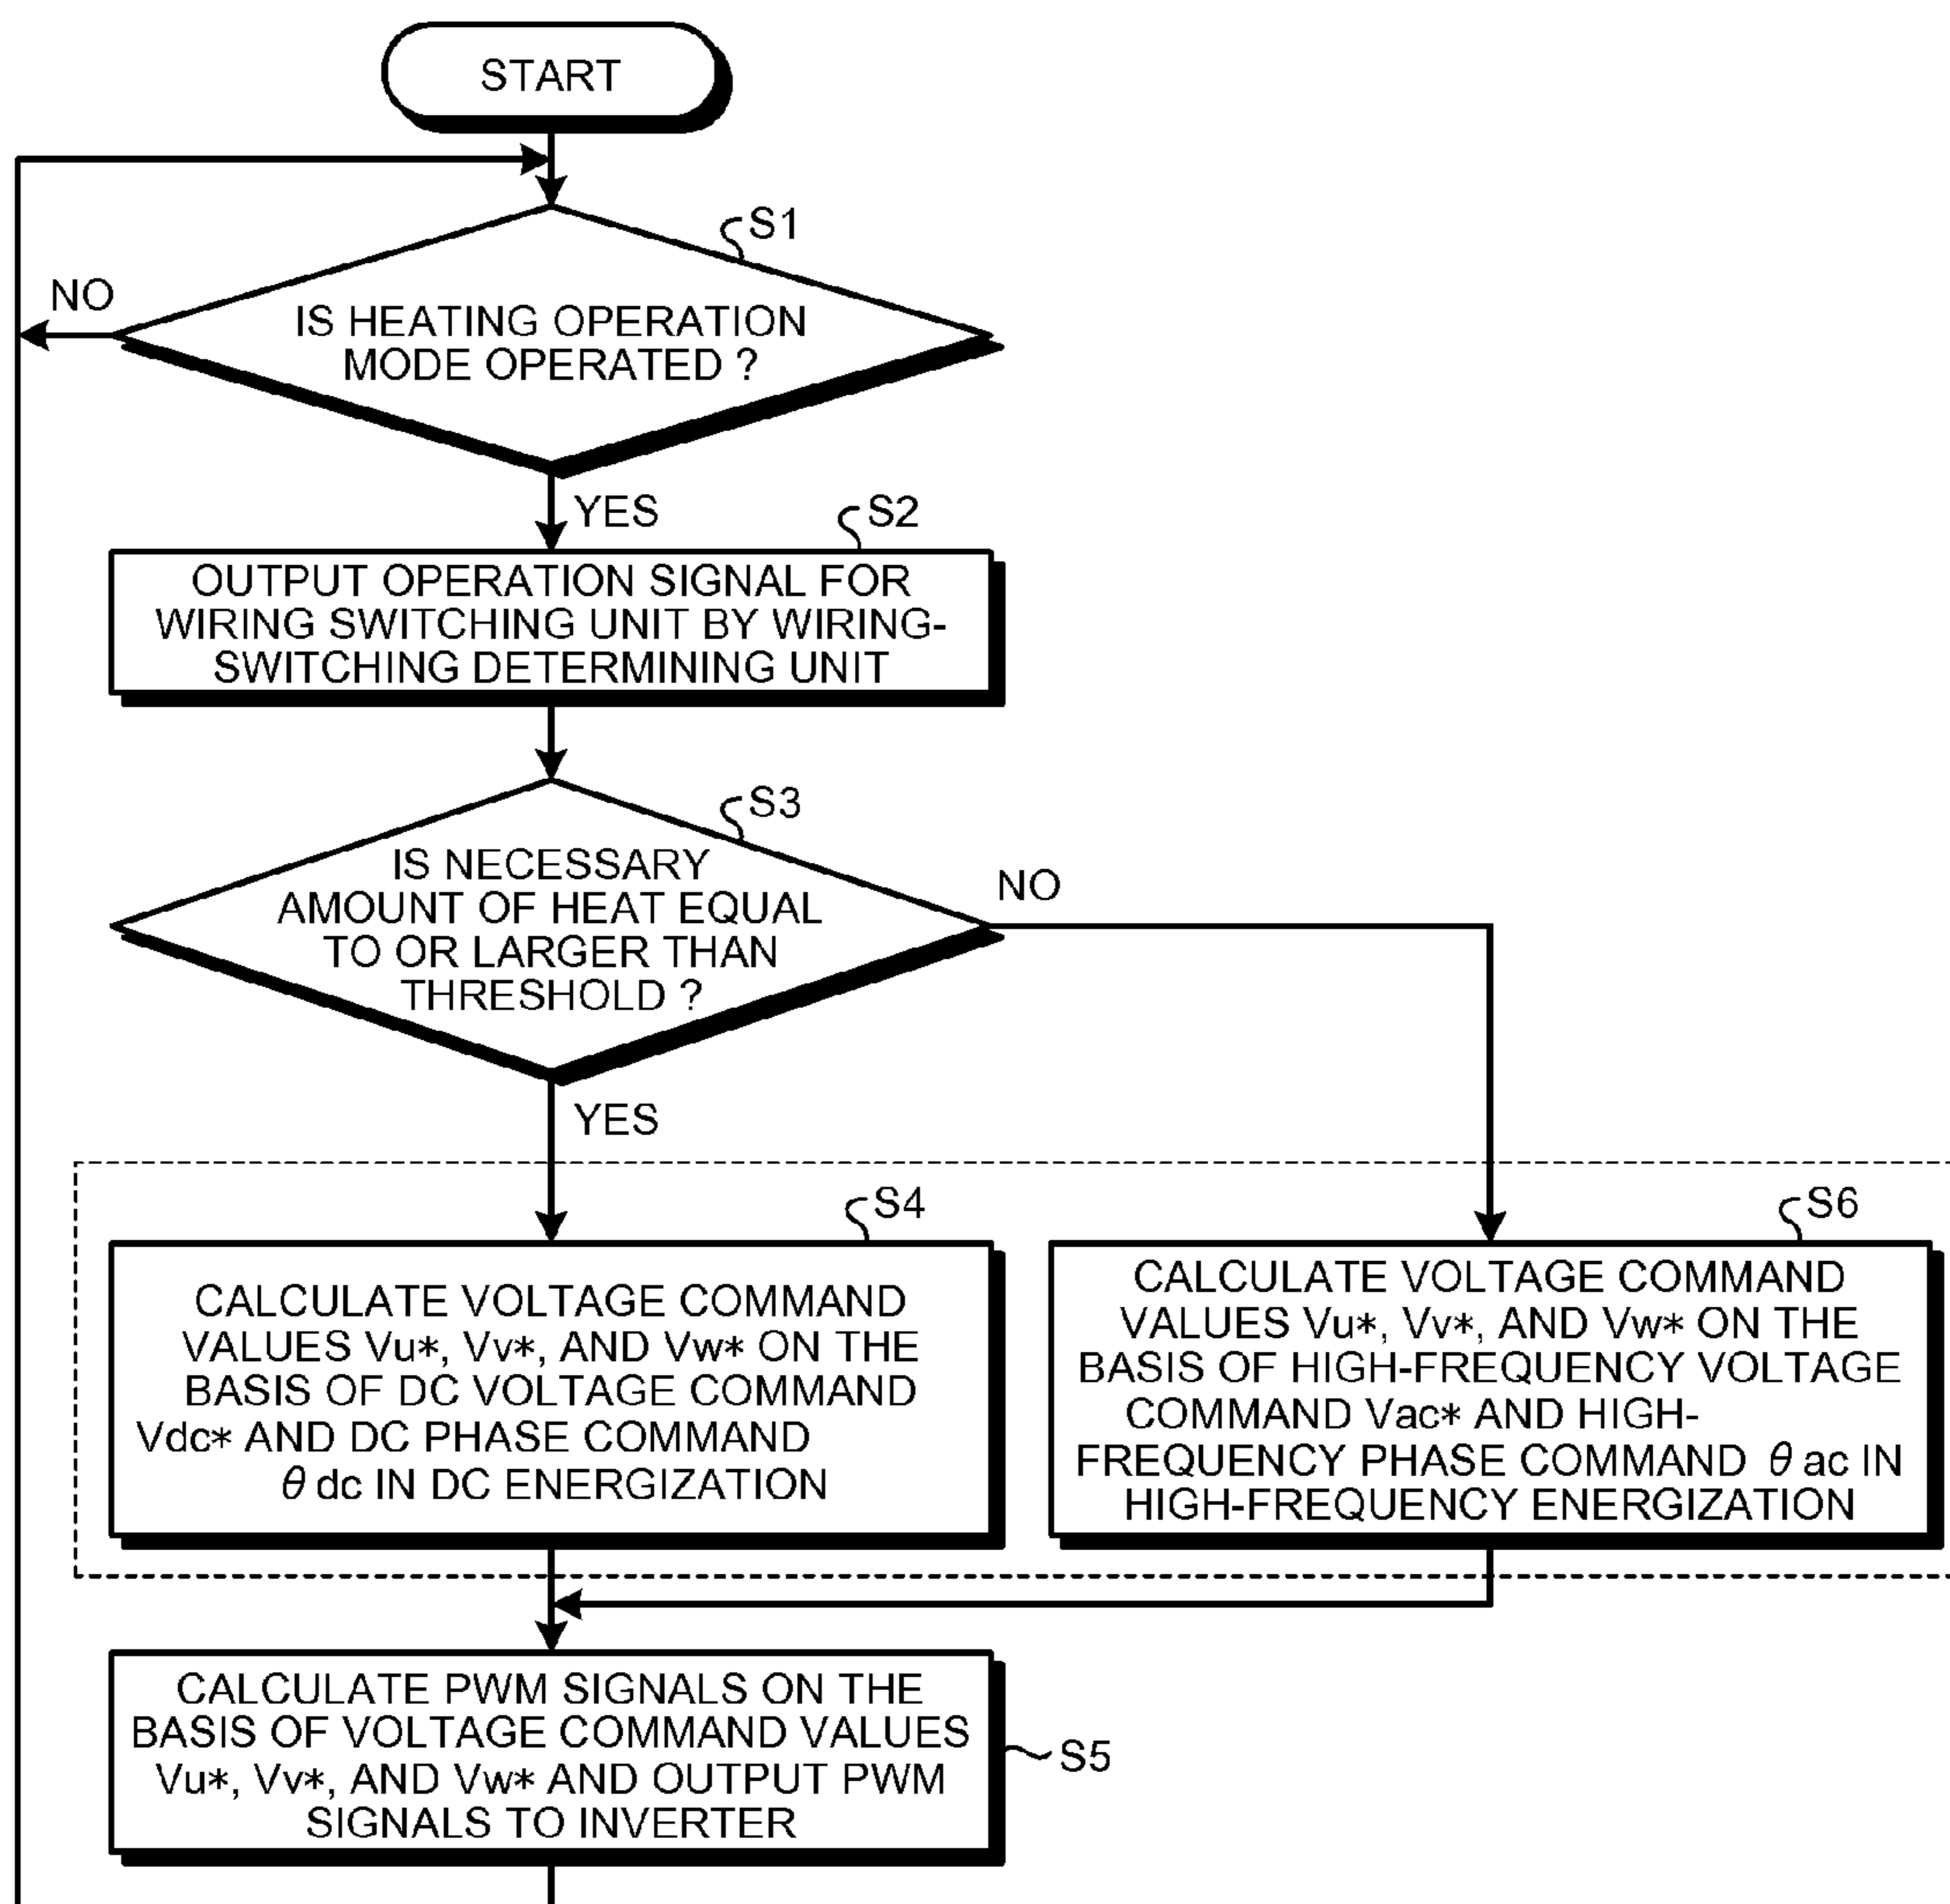 START
S1
NO
IS HEATING OPERATION
MODE OPERATED ?
YES
S2
OUTPUT OPERATION SIGNAL FOR
WIRING SWITCHING UNIT BY WIRING-
SWITCHING DETERMINING UNIT
S3
IS NECESSARY
AMOUNT OF HEAT EQUAL
TO OR LARGER THAN
THRESHOLD ?
NO
YES
S4
CALCULATE VOLTAGE COMMAND
VALUES Vu*, Vv*, AND Vw* ON THE
BASIS OF DC VOLTAGE COMMAND
Vdc* AND DC PHASE COMMAND
θ dc IN DC ENERGIZATION
S6
CALCULATE VOLTAGE COMMAND
VALUES Vu*, Vv*, AND Vw* ON THE
BASIS OF HIGH-FREQUENCY VOLTAGE
COMMAND Vac* AND HIGH-
FREQUENCY PHASE COMMAND θ ac IN
HIGH-FREQUENCY ENERGIZATION
CALCULATE PWM SIGNALS ON THE
BASIS OF VOLTAGE COMMAND VALUES
Vu*, Vv*, AND Vw* AND OUTPUT PWM
SIGNALS TO INVERTER
S5